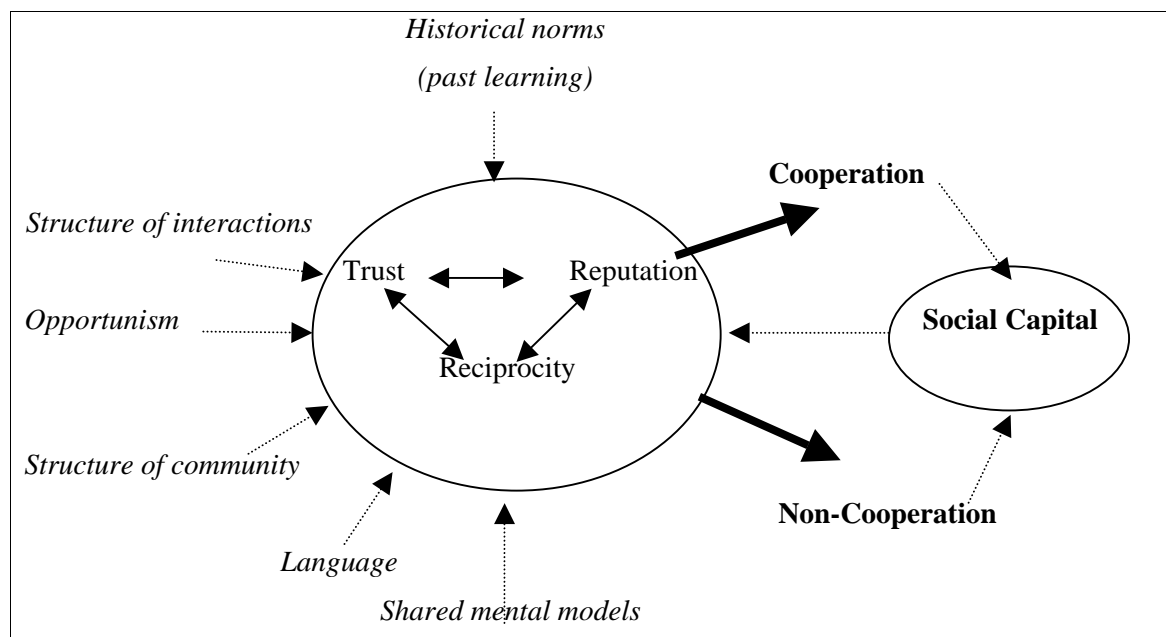 Historical norms
(past learning)
Cooperation
Structure of interactions
Trust
Reputation
Opportunism
Social Capital
Reciprocity
Structure of community
Non-Cooperation
Language
Shared mental models